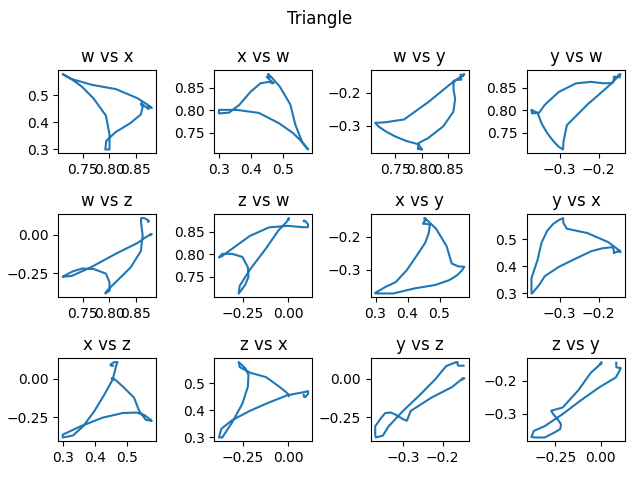 Triangle
w vs x
x vs w
w vs y
y vs w
0.5
0.4
0.3
0.75 0.80 0.85
0.85
0.80
0.75
0.3 0.4 0.5
−0.2
−0.3
0.75 0.80 0.85
0.85
0.80
0.75
−0.3 −0.2
w vs z
z vs w
x vs y
y vs x
0.00
−0.25
0.75 0.80 0.85
0.85
0.80
0.75
−0.25 0.00
−0.2
−0.3
0.3 0.4 0.5
0.5
0.4
0.3
−0.3 −0.2
x vs z
z vs x
y vs z
z vs y
0.00
−0.25
0.3 0.4 0.5
0.5
0.4
0.3
−0.25 0.00
0.00
−0.25
−0.3 −0.2
−0.2
−0.3
−0.25 0.00